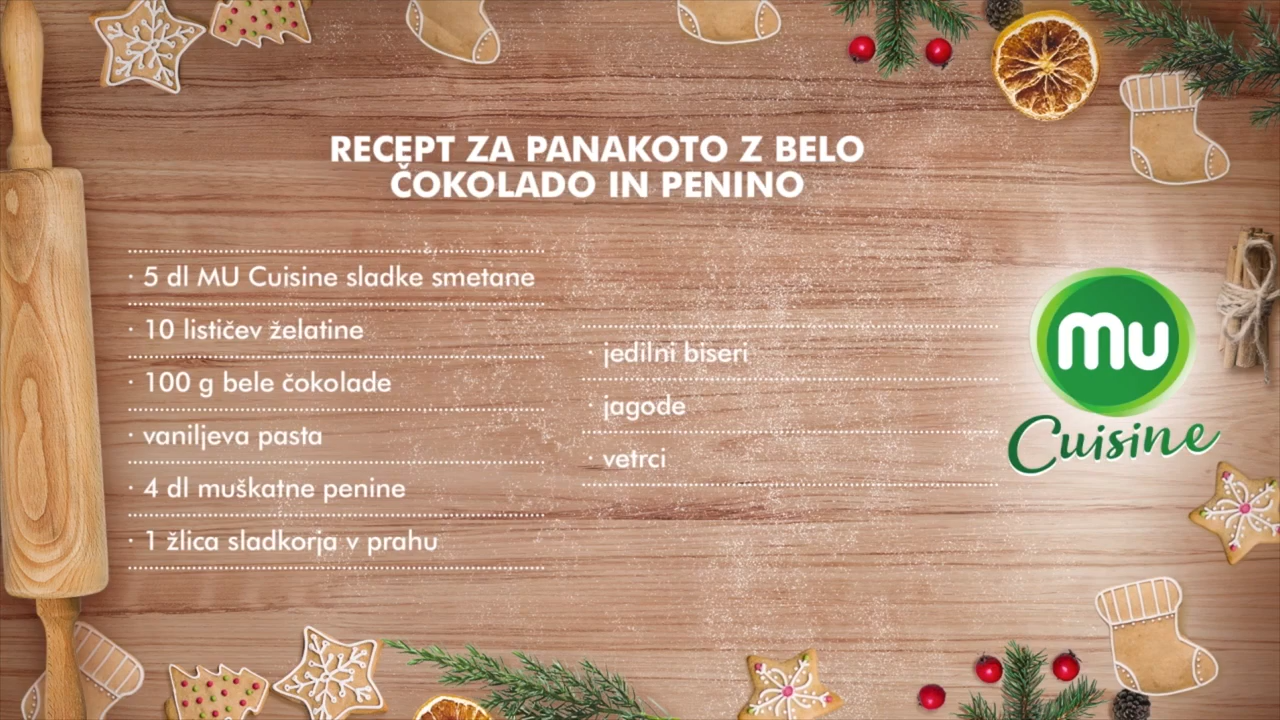 RECEPT ZA PANAKOTO Z BELO
ČOKOLADO IN PENINO
· 5 dl MU Cuisine sladke smetane
· 10 lističev želatine
· 100 g bele čokolade
· vaniljeva pasta
· 4 dl muškatne penine
· 1 žlica sladkorja v prahu
· jedilni biseri
· jagode
· vetrci
mu
Cuisine